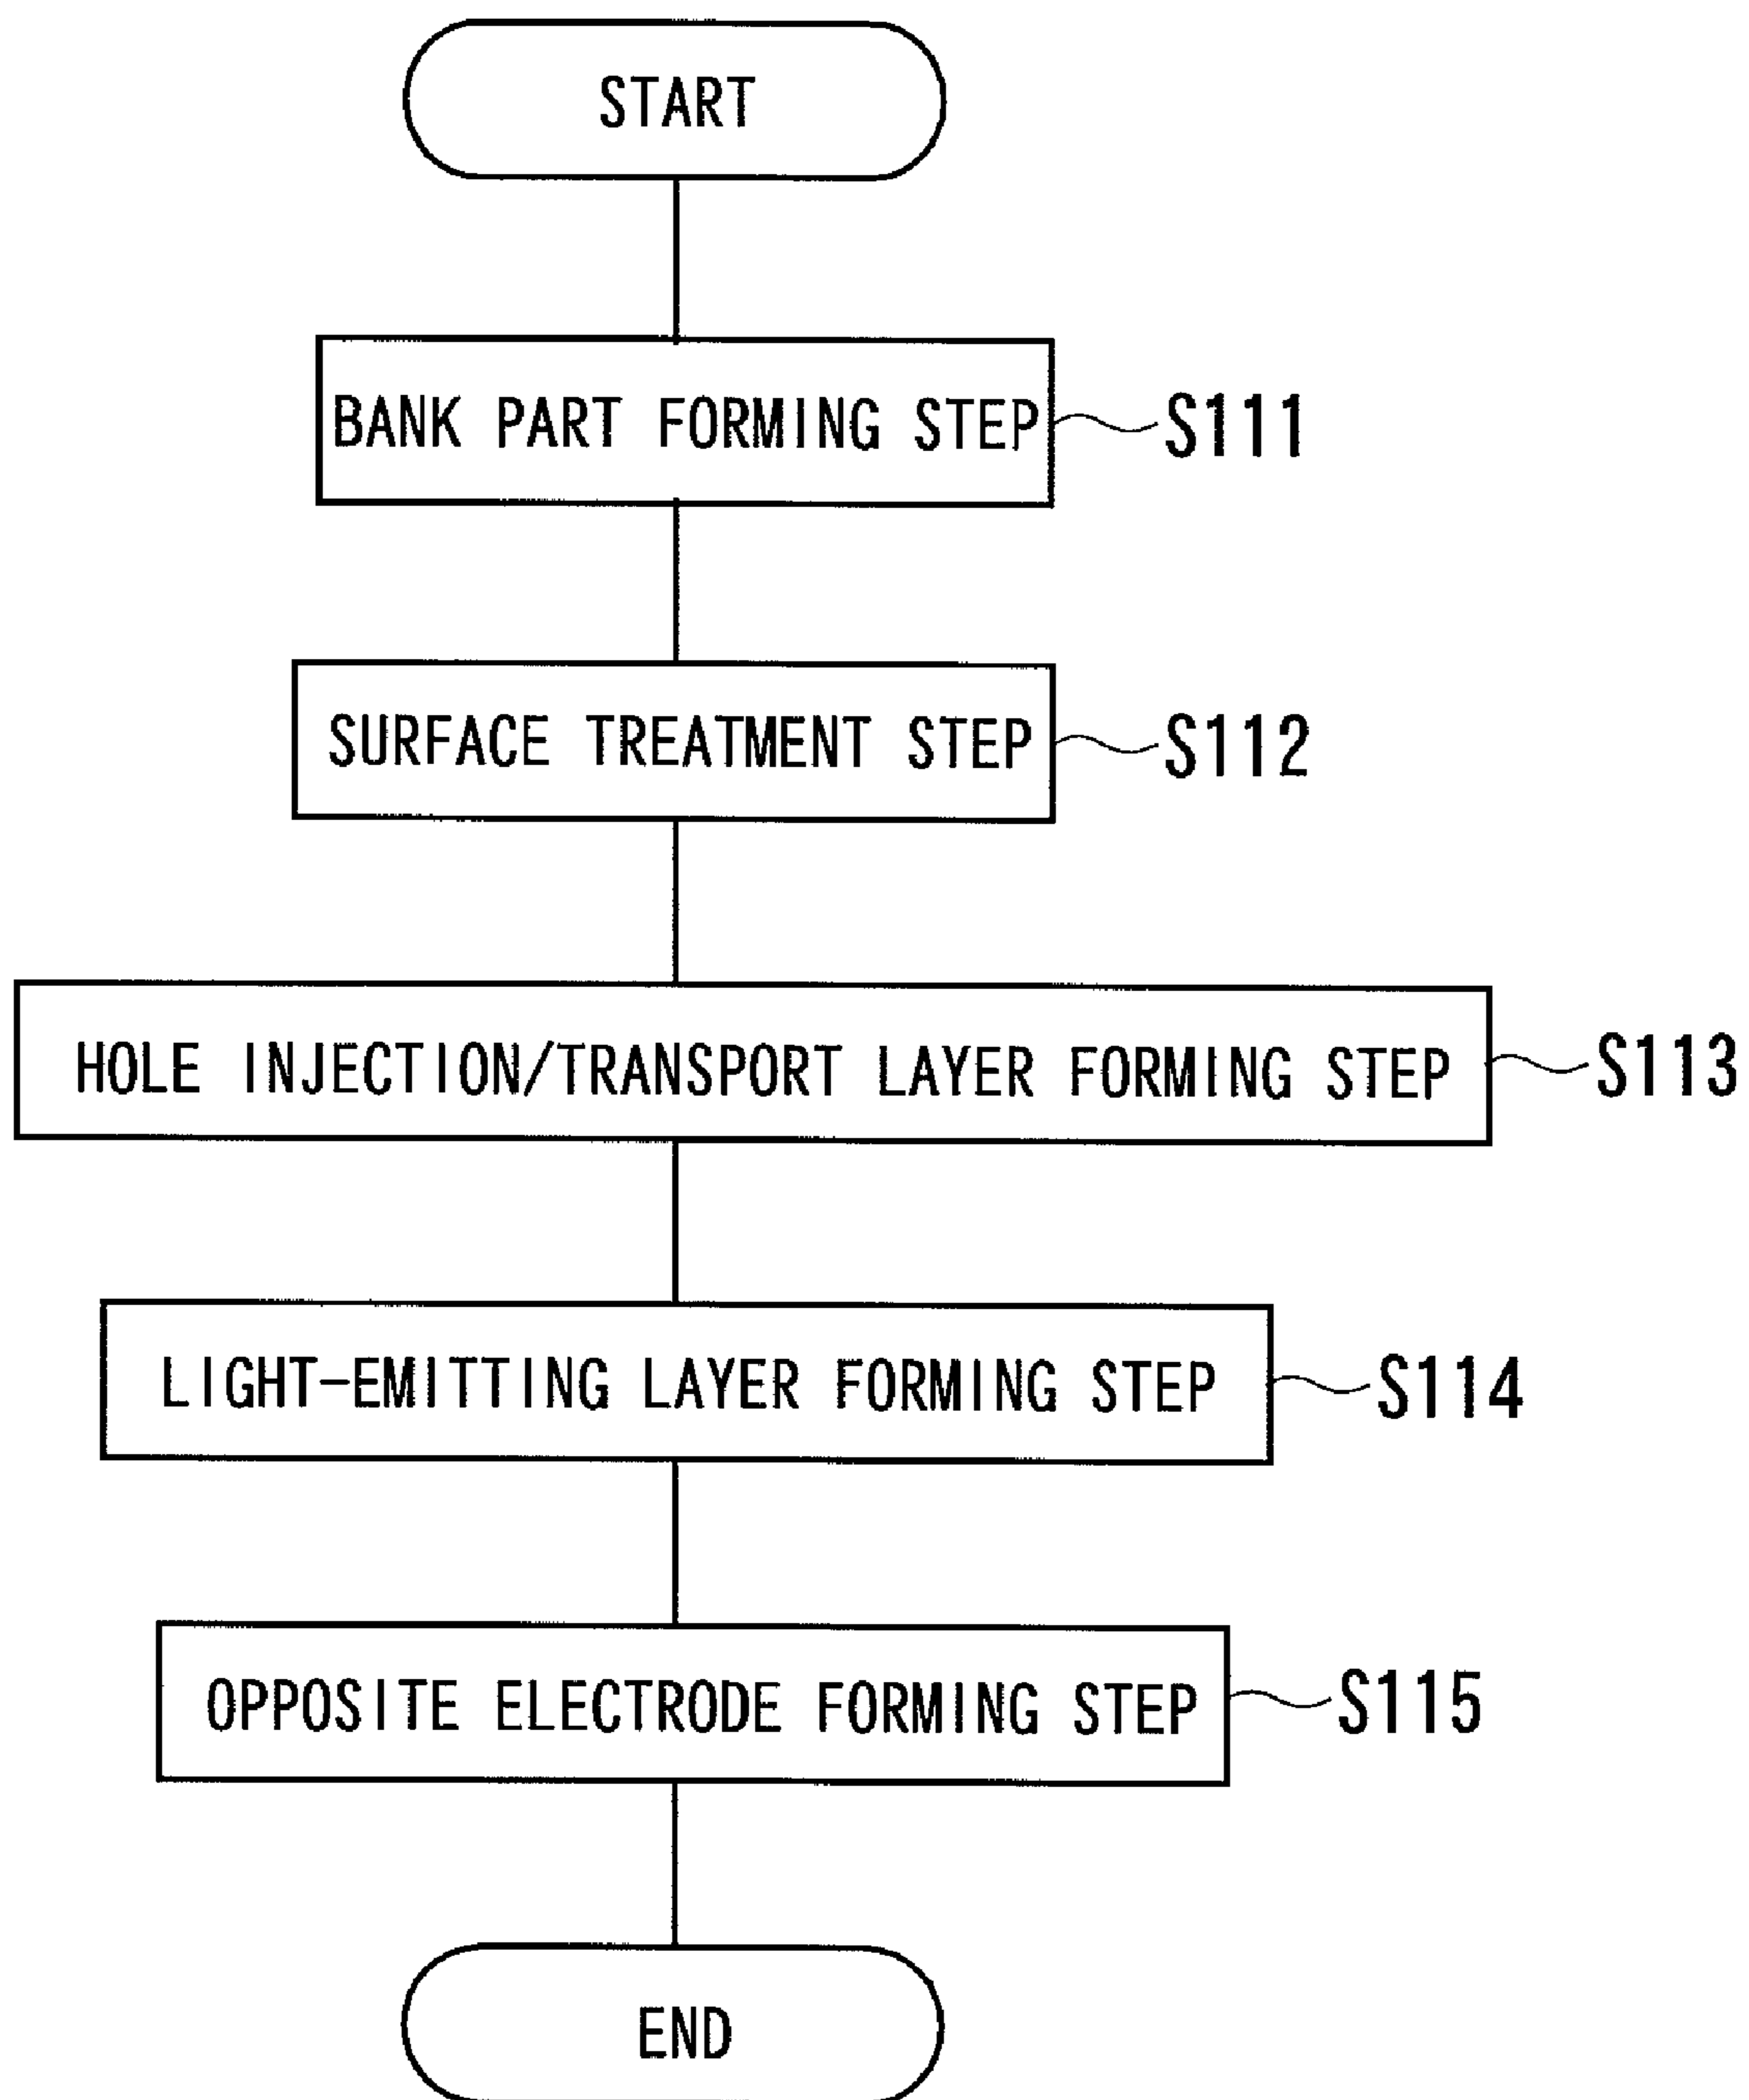 START
BANK PART FORMING STEP
S111
SURFACE TREATMENT STEP
S112
HOLE INJECTION/TRANSPORT LAYER FORMING STEP
S113
LIGHT-EMITTING LAYER FORMING STEP
S114
OPPOSITE ELECTRODE FORMING STEP
S115
END